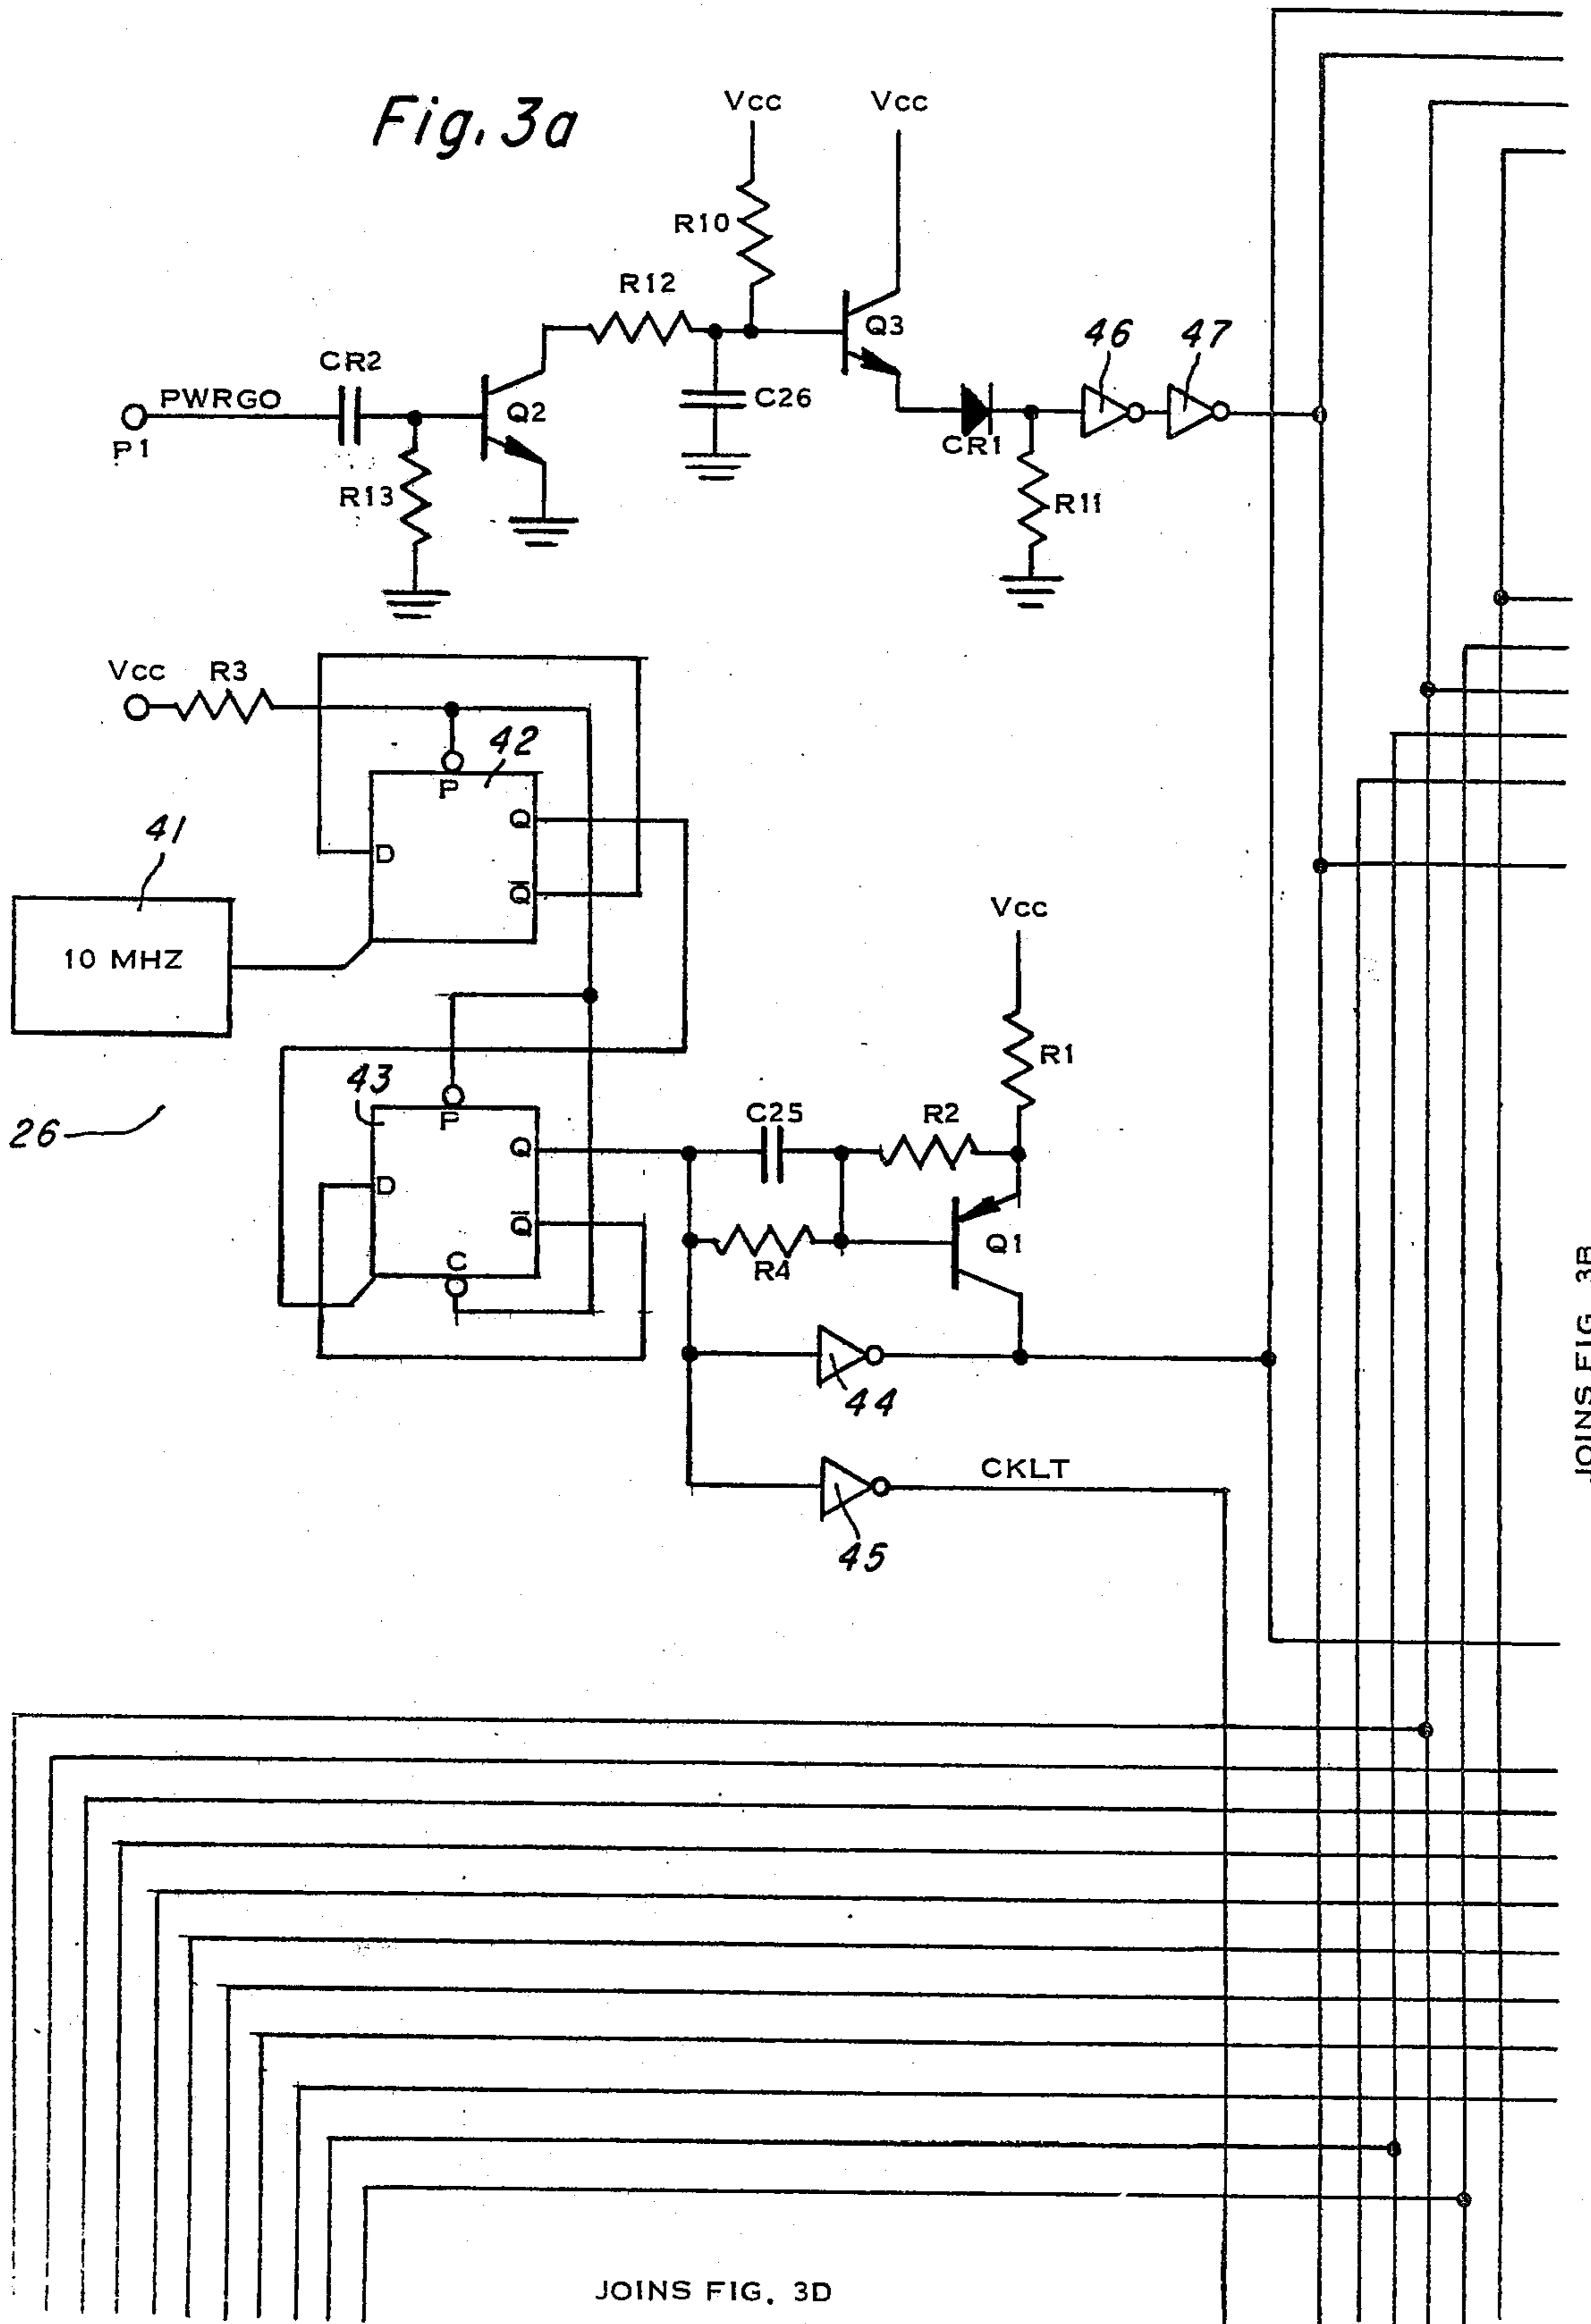 Fig. 3a
Vcc
Vcc
R10
R12
Q3
46
47
CR2
PWRGO
P1
Q2
C26
CR1
R13
R11
Vcc
R3
42
P
Q
D
Q̅
41
10 MHZ
Vcc
R1
26
43
P
C25
R2
Q
D
Q̅
C
R4
Q1
44
CKLT
45
JOINS FIG. 3B
JOINS FIG. 3D